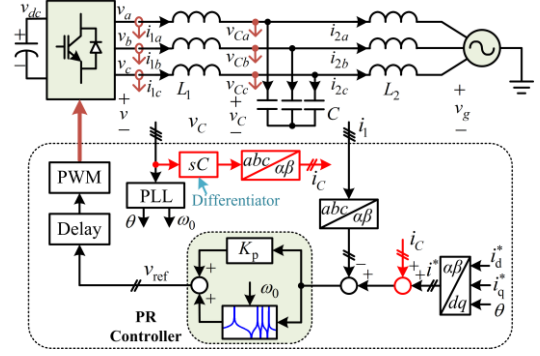 v_dc + −
v_a v_b v_c
i_1a i_1b i_1c
L_1
v_Ca v_Cb v_Cc
i_2a i_2b i_2c
L_2
C
+ v −
v_C
+ v_C −
i_1
+ v_g −
PWM
Delay
PLL
θ ω_0
sC
Differentiator
abc αβ
i_C
abc αβ
v_ref
K_p
ω_0
+ +
PR
Controller
− +
i_C
+ +
i^*
αβ dq
i_d^*
i_q^*
θ